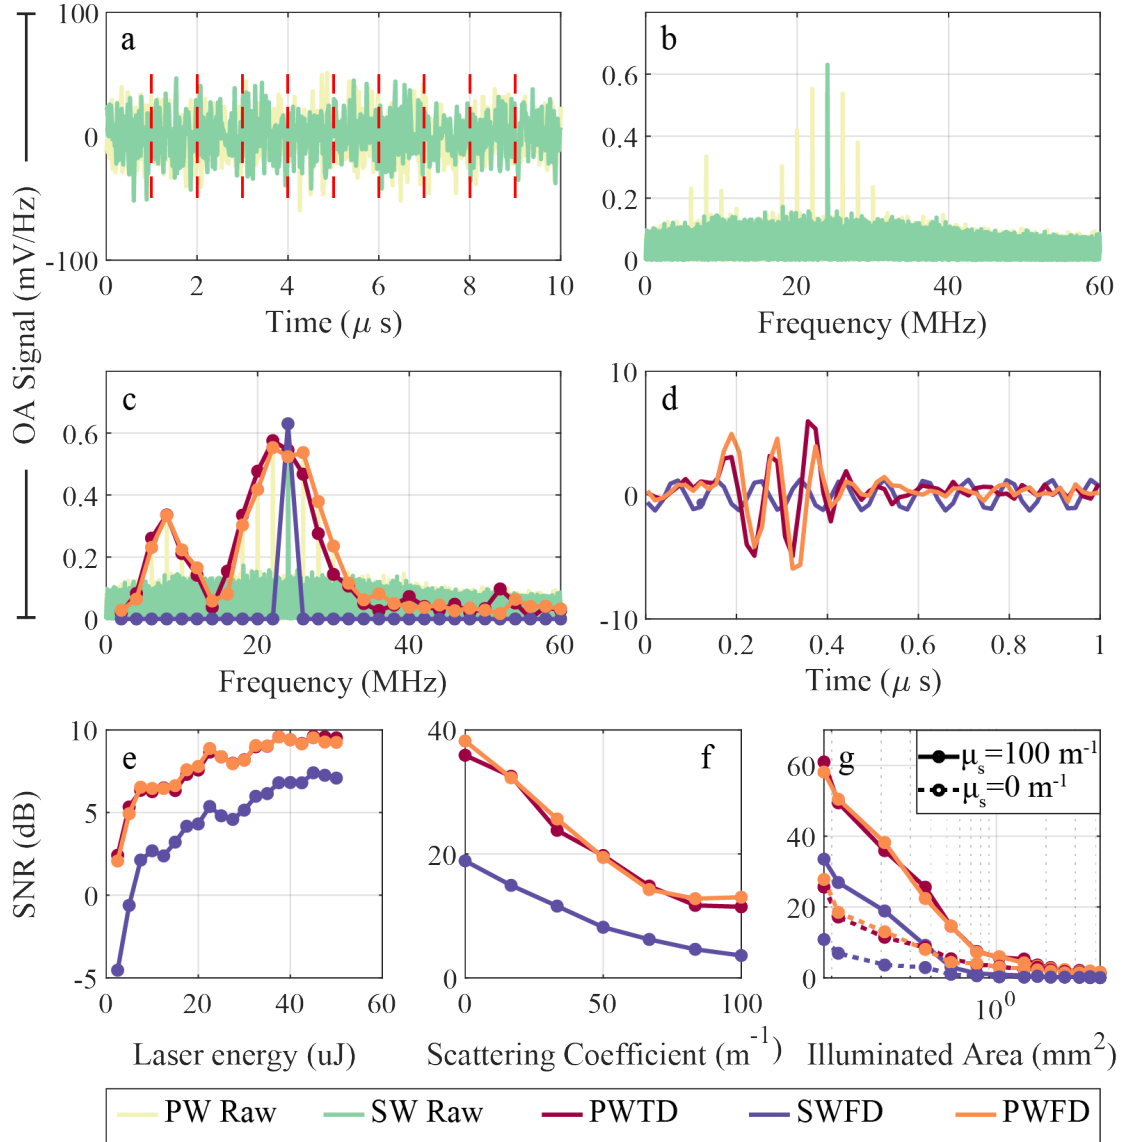 OA Signal (mV/Hz)
a
100
0
-100
0 2 4 6 8 10
Time (μ s)
b
0.6
0.4
0.2
0
0 20 40 60
Frequency (MHz)
c
0.6
0.4
0.2
0
0 20 40 60
Frequency (MHz)
d
10
0
-10
0 0.2 0.4 0.6 0.8 1
Time (μ s)
SNR (dB)
e
10
5
0
-5
0 20 40 60
Laser energy (uJ)
f
40
20
0
0 50 100
Scattering Coefficient (m⁻¹)
g
μₛ=100 m⁻¹
μₛ=0 m⁻¹
60
40
20
0
10⁰
Illuminated Area (mm²)
PW Raw SW Raw PWTD SWFD PWFD